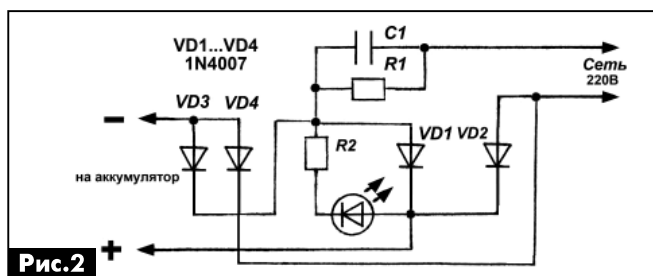 C1
VD1...VD4
1N4007
R1
Сеть
220В
VD3 VD4
−
R2
VD1 VD2
на аккумулятор
+
Рис.2